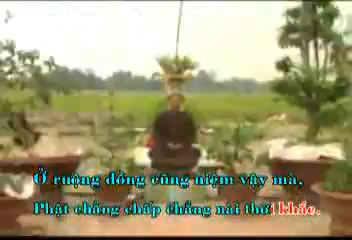 Ở ruộng đồng cũng niệm vậy mà,
Phật chẳng chấp chẳng nài thời khắc.